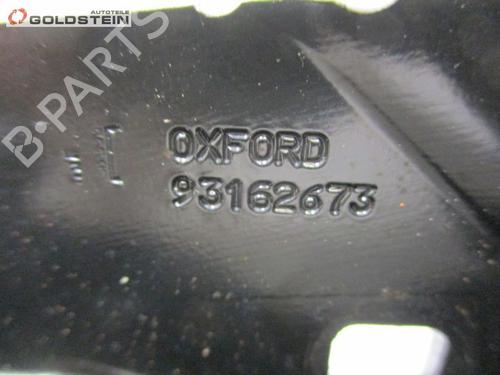 AUTOTEILE
GOLDSTEIN
B-Parts
OXFORD
93162673